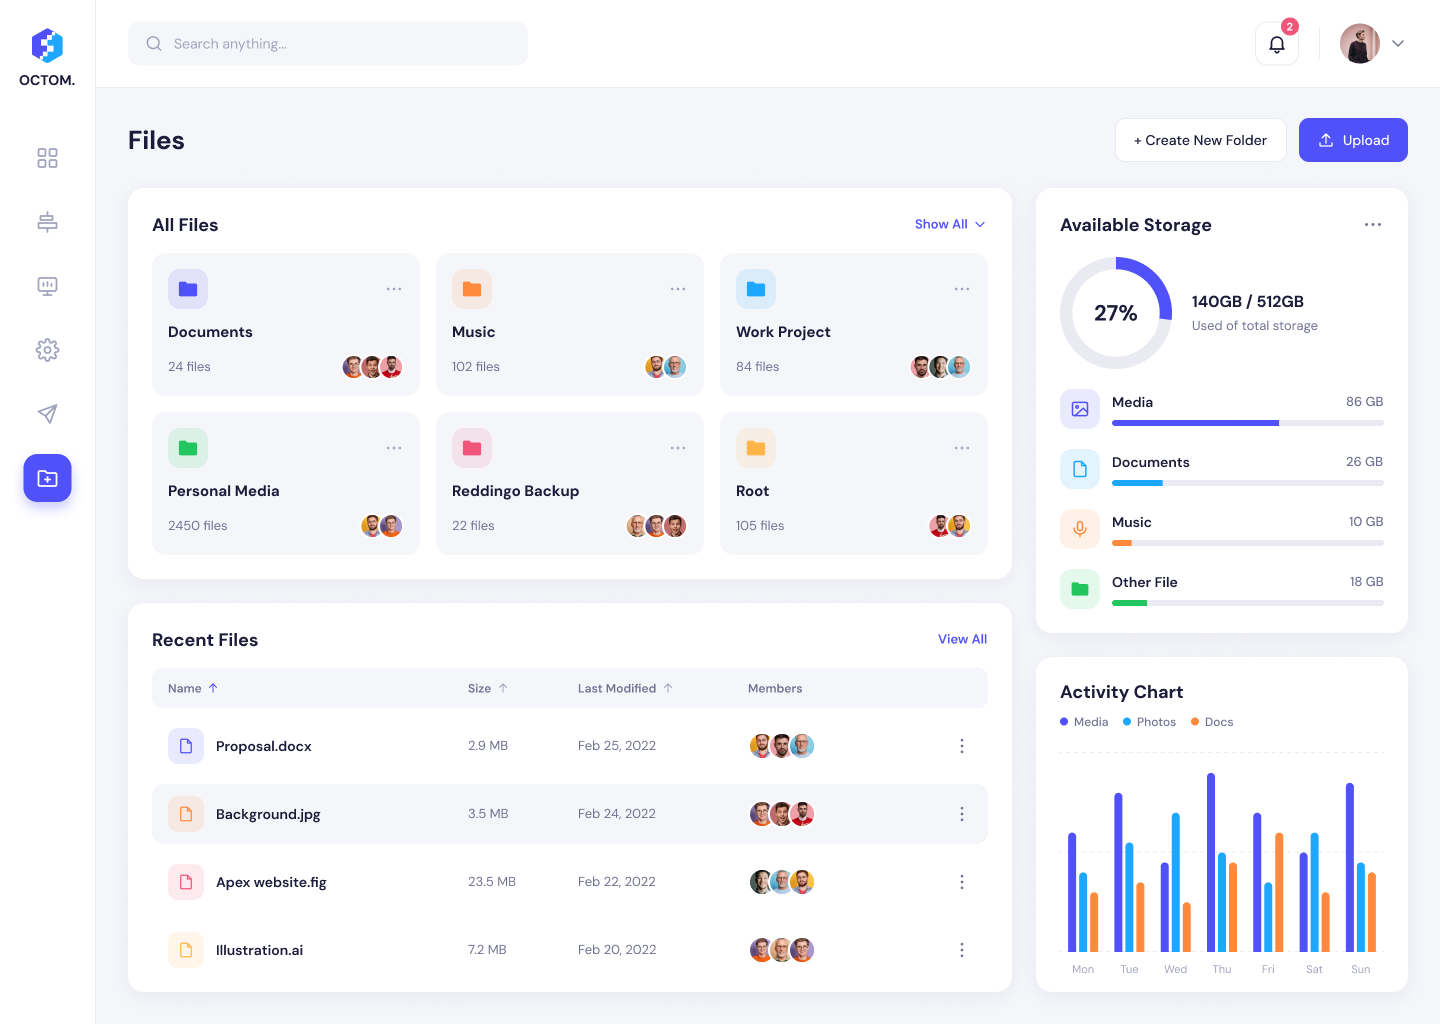 OCTOM.
Search anything...
2
Files
+ Create New Folder
Upload
All Files
Show All
Documents
24 files
Music
102 files
Work Project
84 files
Personal Media
2450 files
Reddingo Backup
22 files
Root
105 files
Available Storage
27%
140GB / 512GB
Used of total storage
Media 86 GB
Documents 26 GB
Music 10 GB
Other File 18 GB
Recent Files
View All
Name Size Last Modified Members
Proposal.docx 2.9 MB Feb 25, 2022
Background.jpg 3.5 MB Feb 24, 2022
Apex website.fig 23.5 MB Feb 22, 2022
Illustration.ai 7.2 MB Feb 20, 2022
Activity Chart
Media Photos Docs
Mon Tue Wed Thu Fri Sat Sun